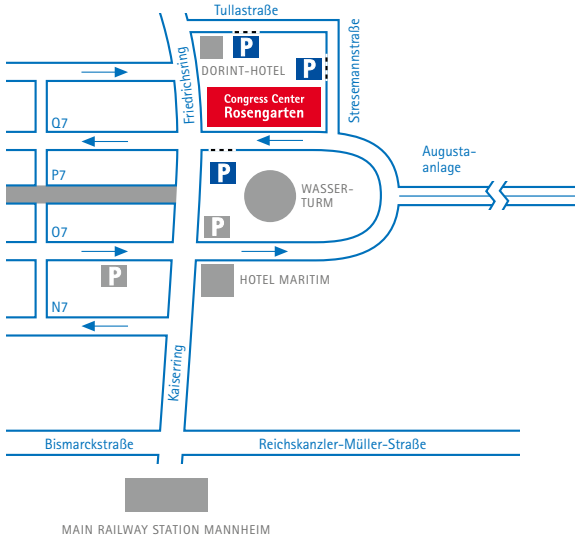 Tullastraße
P
P
DORINT-HOTEL
Friedrichsring
Stresemannstraße
Congress Center
Rosengarten
Q7
Augusta-
anlage
P7
P
WASSER-
TURM
O7
P
P
HOTEL MARITIM
N7
Kaiserring
Bismarckstraße
Reichskanzler-Müller-Straße
MAIN RAILWAY STATION MANNHEIM